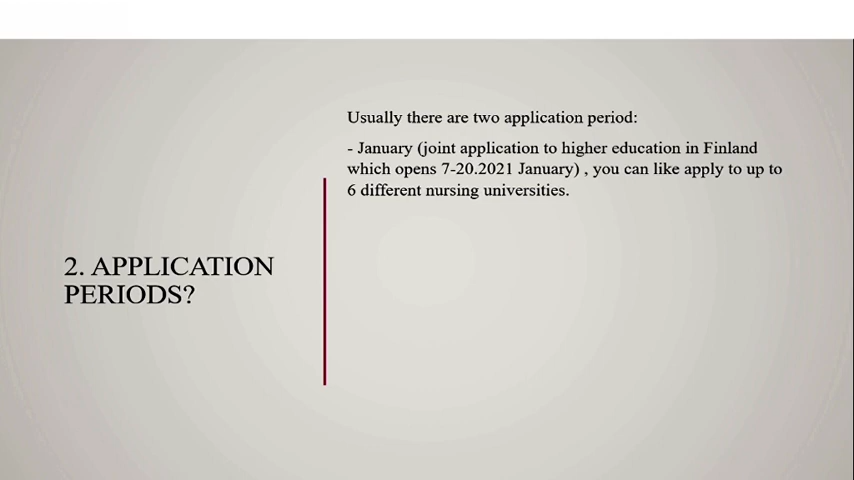 Usually there are two application period:
- January (joint application to higher education in Finland
which opens 7-20.2021 January) , you can like apply to up to
6 different nursing universities.
2. APPLICATION
PERIODS?